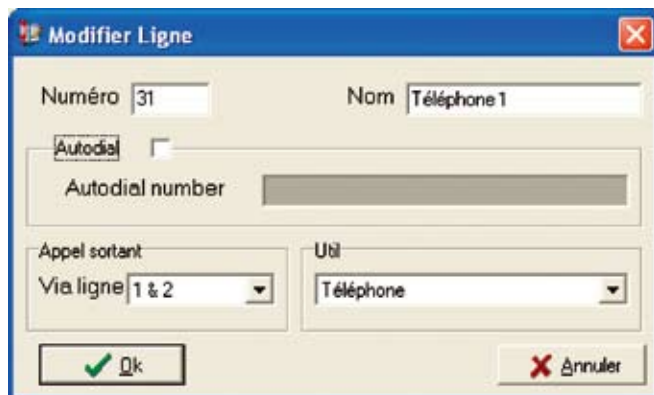 Modifier Ligne
Numéro 31 Nom Téléphone 1
Autodial
Autodial number
Appel sortant Util
Via ligne 1 & 2 Téléphone
Ok Annuler